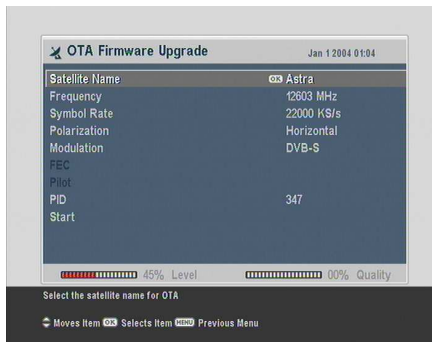 OTA Firmware Upgrade Jan 1 2004 01:04
Satellite Name OK Astra
Frequency 12603 MHz
Symbol Rate 22000 KS/s
Polarization Horizontal
Modulation DVB-S
FEC
Pilot
PID 347
Start
45% Level 00% Quality
Select the satellite name for OTA
Moves Item OK Selects Item MENU Previous Menu